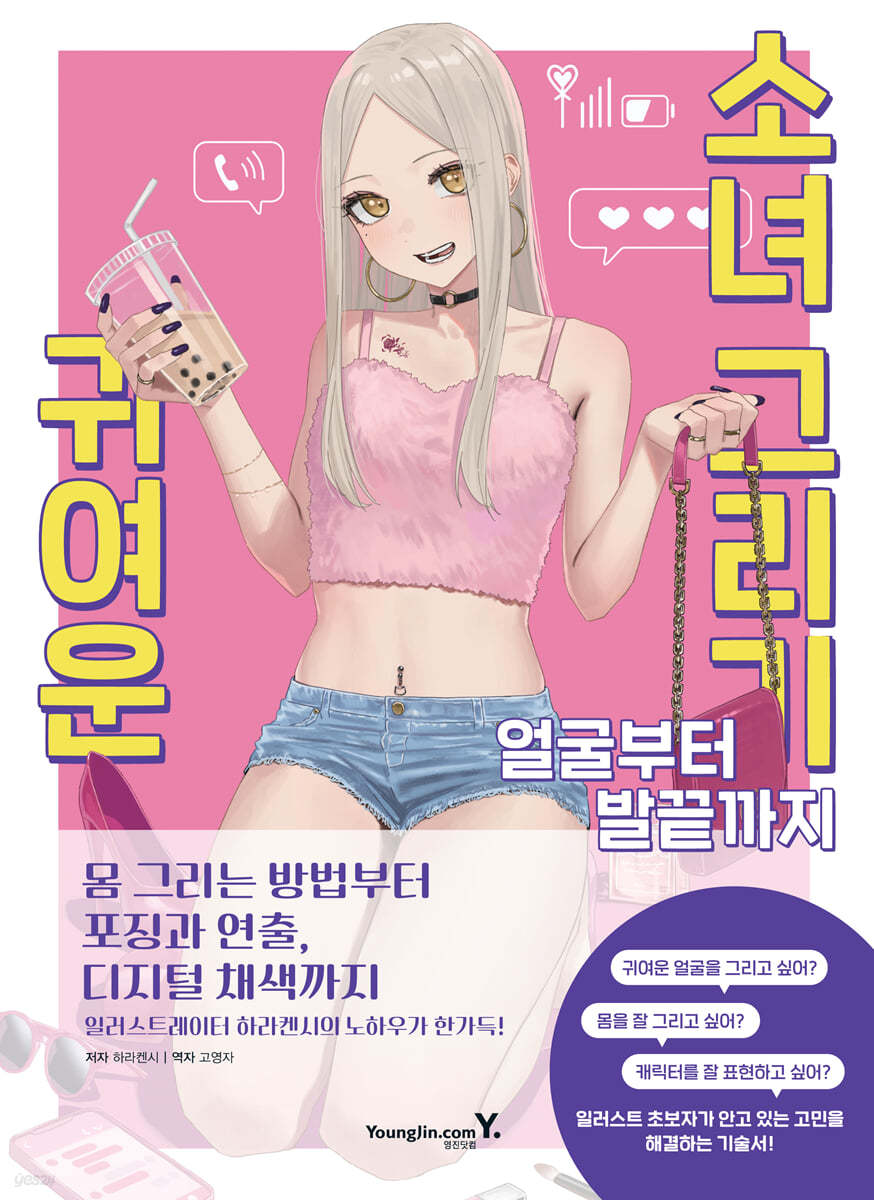 귀여운
소녀 그리기
얼굴부터
발끝까지
몸 그리는 방법부터
포징과 연출,
디지털 채색까지
일러스트레이터 하라켄시의 노하우가 한가득!
저자 하라켄시 | 역자 고영자
귀여운 얼굴을 그리고 싶어?
몸을 잘 그리고 싶어?
캐릭터를 잘 표현하고 싶어?
일러스트 초보자가 안고 있는 고민을
해결하는 기술서!
YoungJin.com Y.
영진닷컴
yes24